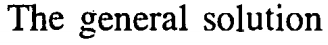 The general solution